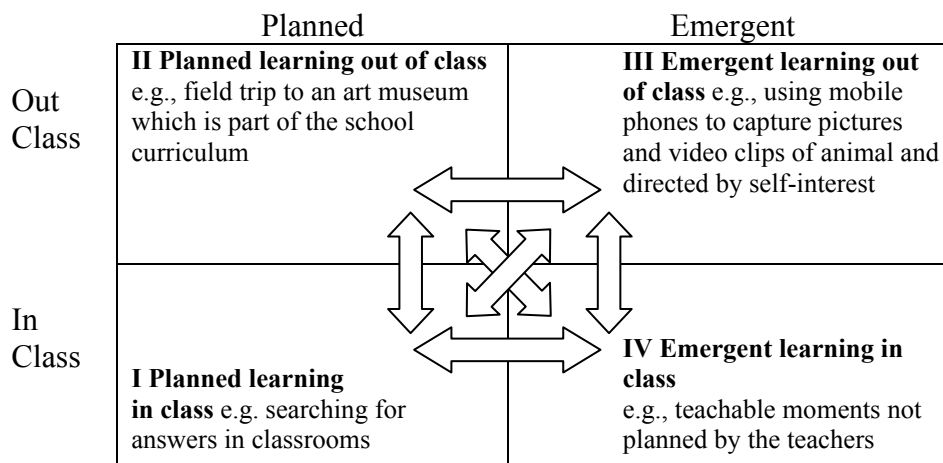 Planned
Emergent
Out
Class
II Planned learning out of class
e.g., field trip to an art museum
which is part of the school
curriculum
III Emergent learning out
of class e.g., using mobile
phones to capture pictures
and video clips of animal and
directed by self-interest
In
Class
I Planned learning
in class e.g. searching for
answers in classrooms
IV Emergent learning in
class
e.g., teachable moments not
planned by the teachers